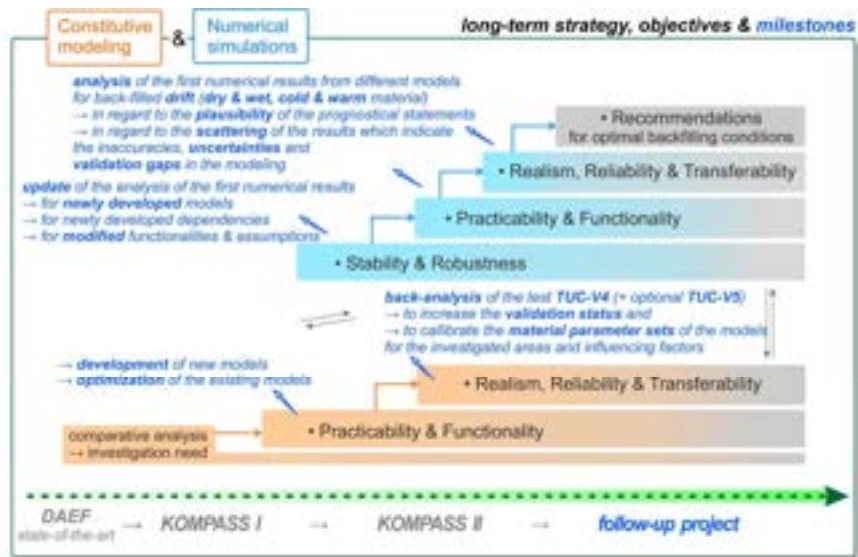 Constitutive
modeling
&
Numerical
simulations
long-term strategy, objectives & milestones
analysis of the first numerical results from different models
for back-filled drift (dry & wet, cold & warm material)
→ in regard to the plausibility of the prognostical statements
→ in regard to the scattering of the results which indicate
the inaccuracies, uncertainties and
validation gaps in the modeling
• Recommendations
for optimal backfilling conditions
• Realism, Reliability & Transferability
update of the analysis of the first numerical results
→ for newly developed models
→ for newly developed dependencies
→ for modified functionalities & assumptions
• Practicability & Functionality
• Stability & Robustness
back-analysis of the test TUC-V4 (+ optional TUC-V5)
→ to increase the validation status and
→ to calibrate the material parameter sets of the models
for the investigated areas and influencing factors
→ development of new models
→ optimization of the existing models
• Realism, Reliability & Transferability
• Practicability & Functionality
comparative analysis
→ investigation need
DAEF → KOMPASS I → KOMPASS II → follow-up project
state-of-the-art